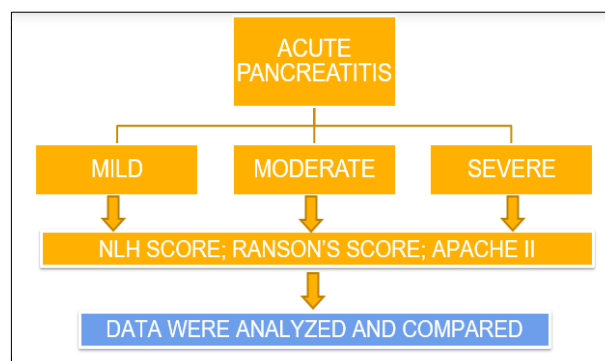 ACUTE
PANCREATITIS
MILD
MODERATE
SEVERE
NLH SCORE; RANSON'S SCORE; APACHE II
DATA WERE ANALYZED AND COMPARED